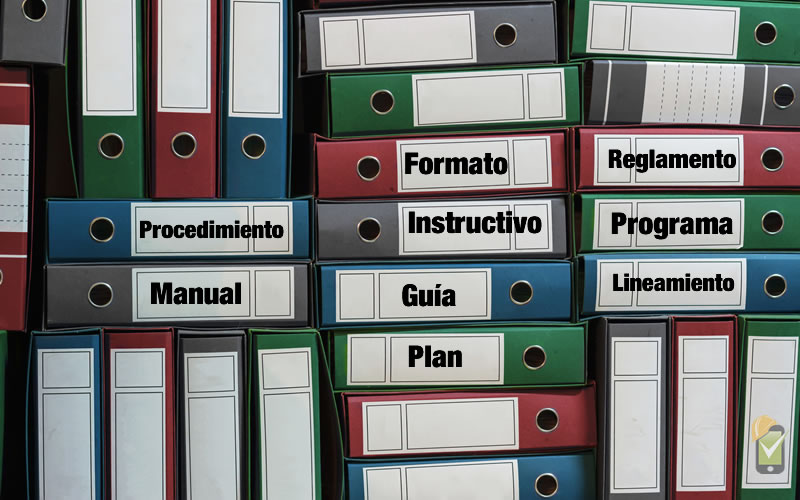 Formato
Reglamento
Procedimiento
Instructivo
Programa
Manual
Guía
Lineamiento
Plan